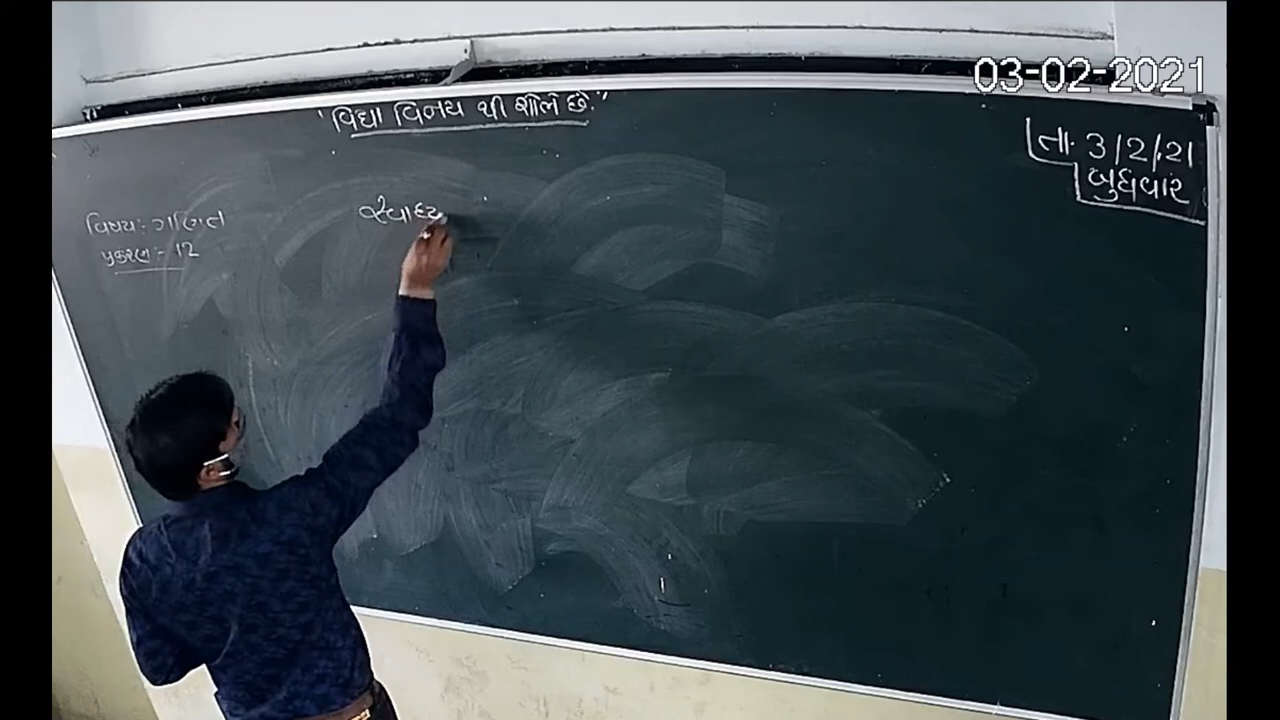 03-02-2021
"વિદ્યા વિનય થી શોભે છે."
તા. 3/2/21
બુધવાર
વિષય:- ગણિત
પ્રકરણ:- 12
સ્વાધ્ય